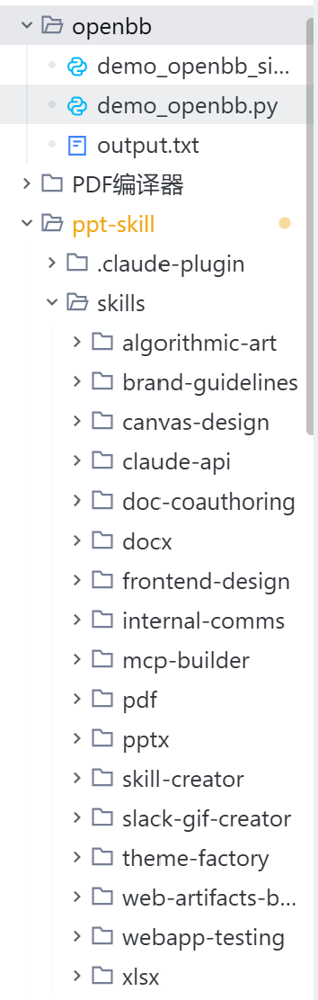 openbb
demo_openbb_si...
demo_openbb.py
output.txt
PDF编译器
ppt-skill
.claude-plugin
skills
algorithmic-art
brand-guidelines
canvas-design
claude-api
doc-coauthoring
docx
frontend-design
internal-comms
mcp-builder
pdf
pptx
skill-creator
slack-gif-creator
theme-factory
web-artifacts-b...
webapp-testing
xlsx